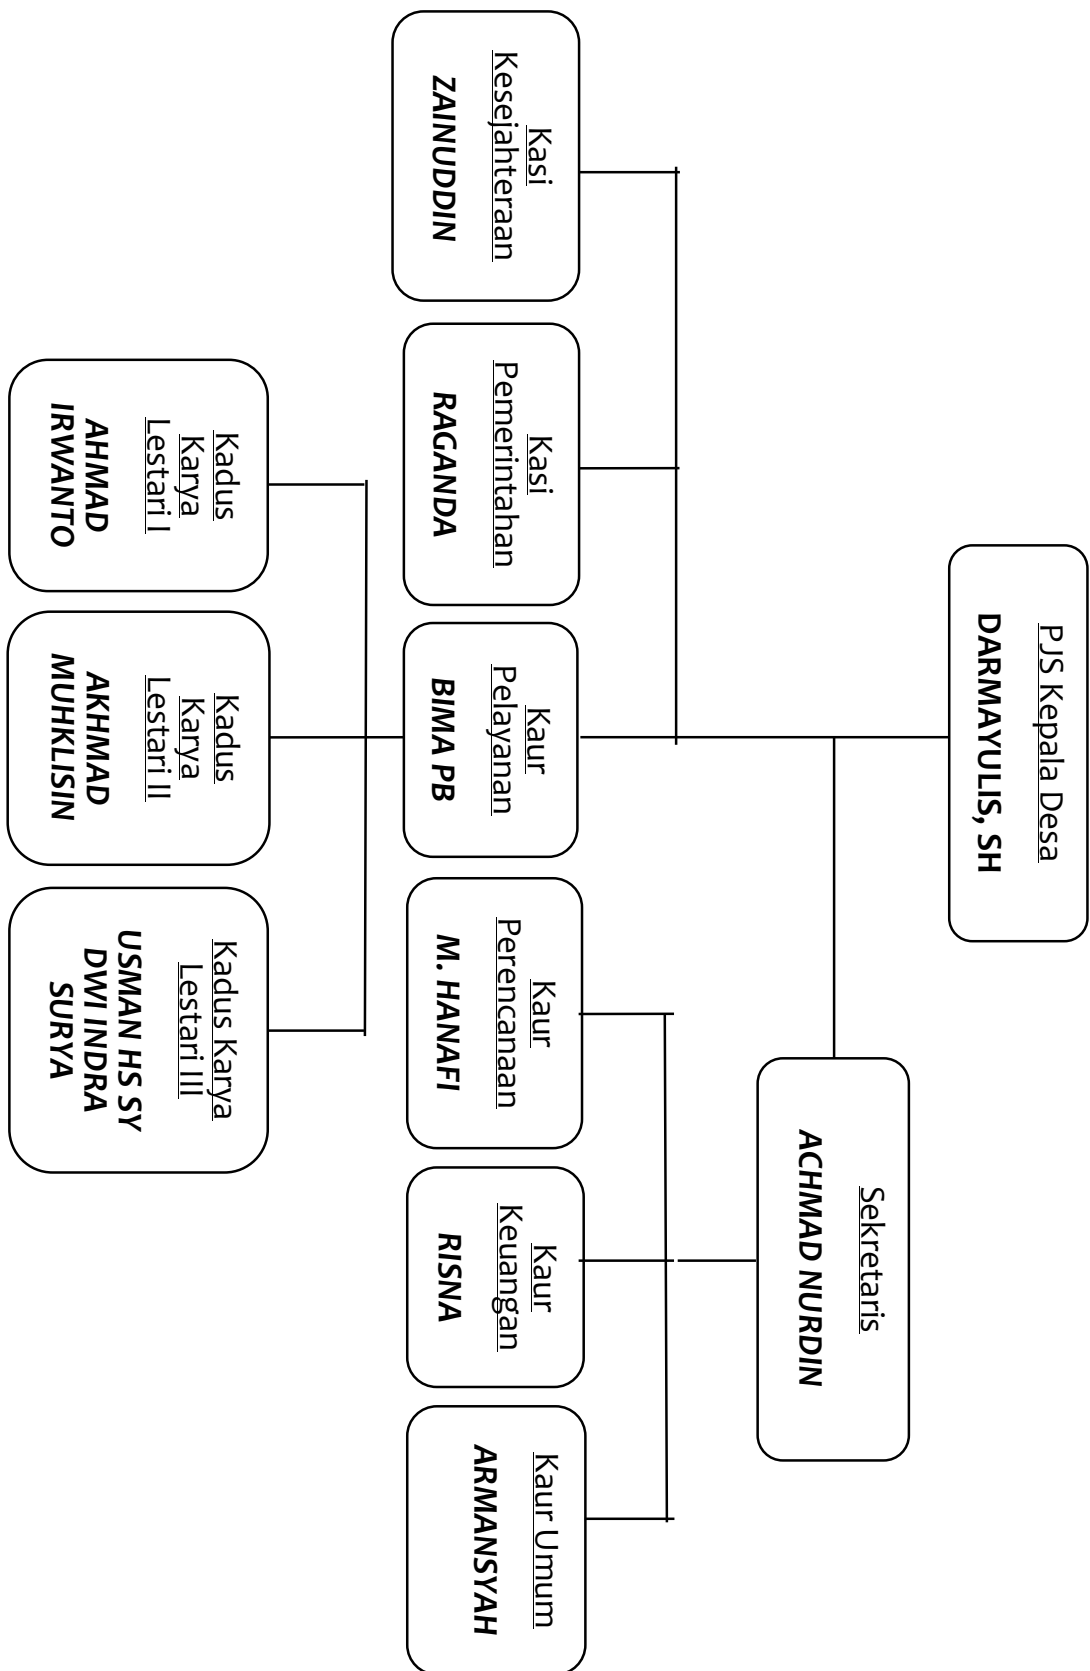 PJS Kepala Desa
DARMAYULIS, SH
Sekretaris
ACHMAD NURDIN
Kasi
Kesejahteraan
ZAINUDDIN
Kasi
Pemerintahan
RAGANDA
Kaur
Pelayanan
BIMA PB
Kaur
Perencanaan
M. HANAFI
Kaur
Keuangan
RISNA
Kaur Umum
ARMANSYAH
Kadus
Karya
Lestari I
AHMAD
IRWANTO
Kadus
Karya
Lestari II
AKHMAD
MUHKLISIN
Kadus Karya
Lestari III
USMAN HS SY
DWI INDRA
SURYA